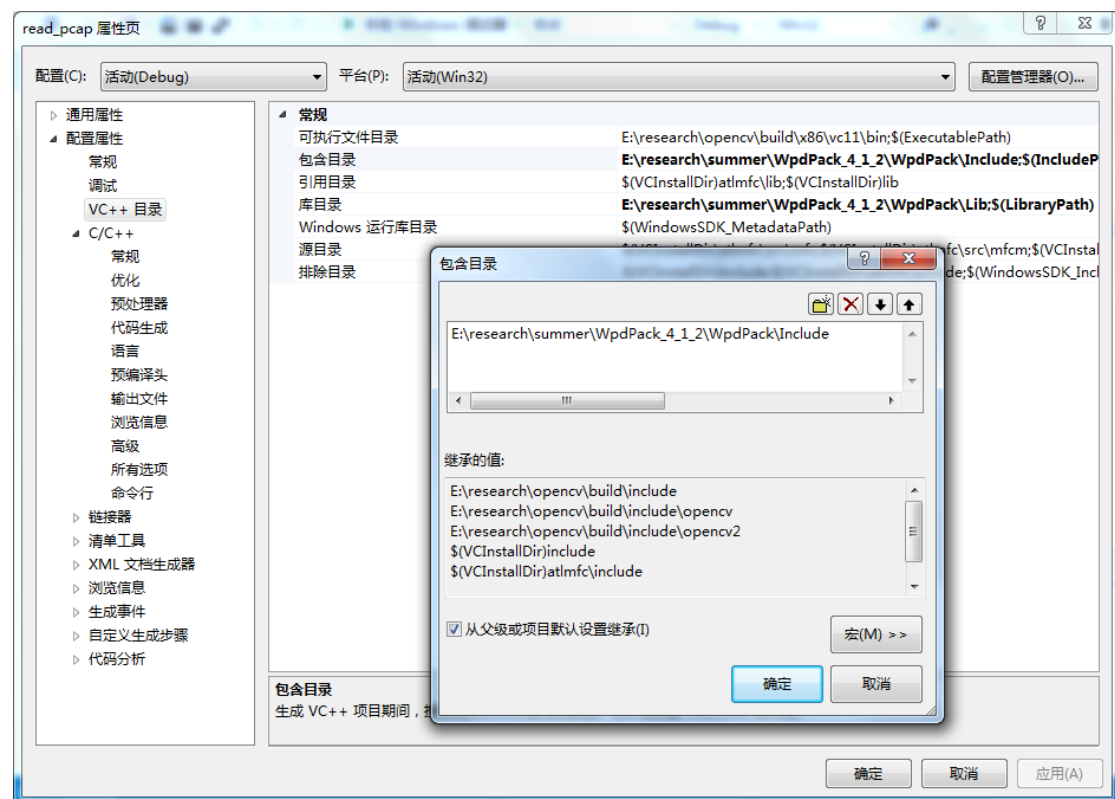 read_pcap 属性页
配置(C): 活动(Debug) 平台(P): 活动(Win32) 配置管理器(O)...
通用属性
配置属性
常规
调试
VC++ 目录
C/C++
常规
优化
预处理器
代码生成
语言
预编译头
输出文件
浏览信息
高级
所有选项
命令行
链接器
清单工具
XML 文档生成器
浏览信息
生成事件
自定义生成步骤
代码分析
常规
可执行文件目录 E:\research\opencv\build\x86\vc11\bin;$(ExecutablePath)
包含目录 E:\research\summer\WpdPack_4_1_2\WpdPack\Include;$(IncludeP
引用目录 $(VCInstallDir)atlmfc\lib;$(VCInstallDir)lib
库目录 E:\research\summer\WpdPack_4_1_2\WpdPack\Lib;$(LibraryPath)
Windows 运行库目录 $(WindowsSDK_MetadataPath)
源目录 fc\src\mfcm;$(VCInstal
排除目录 de;$(WindowsSDK_Incl
包含目录
E:\research\summer\WpdPack_4_1_2\WpdPack\Include
继承的值:
E:\research\opencv\build\include
E:\research\opencv\build\include\opencv
E:\research\opencv\build\include\opencv2
$(VCInstallDir)include
$(VCInstallDir)atlmfc\include
从父级或项目默认设置继承(I)
宏(M) >>
确定 取消
包含目录
生成 VC++ 项目期间，
确定 取消 应用(A)